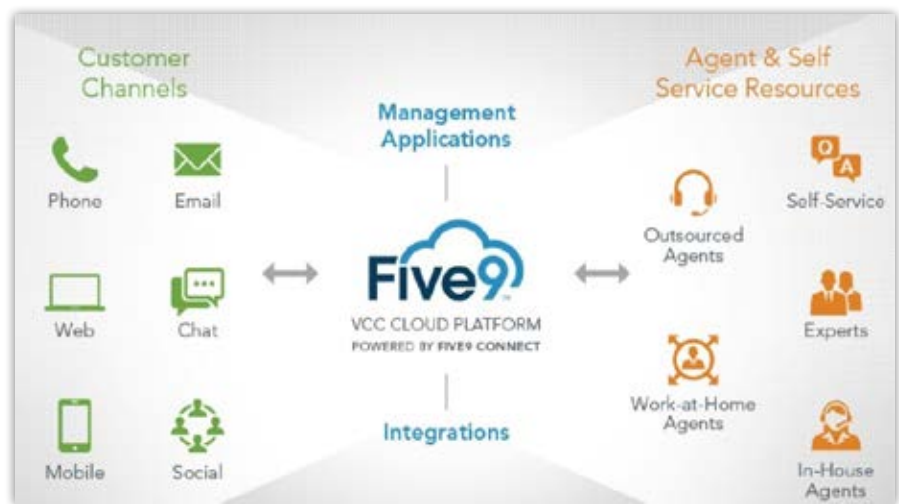 Customer
Channels
Phone
Email
Web
Chat
Mobile
Social
Management
Applications
Five9™
VCC CLOUD PLATFORM
POWERED BY FIVE9 CONNECT
Integrations
Agent & Self
Service Resources
Q
A
Self-Service
Outsourced
Agents
Experts
Work-at-Home
Agents
In-House
Agents